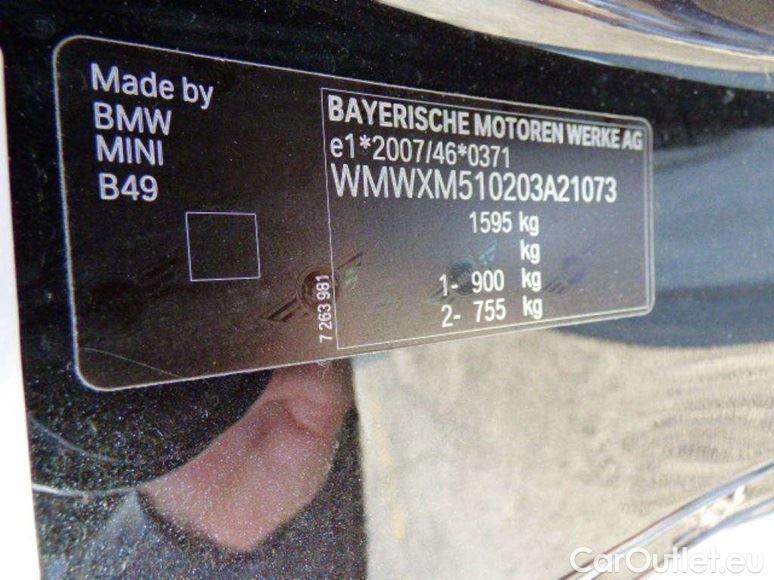 Made by
BMW
MINI
B49
BAYERISCHE MOTOREN WERKE AG
e1*2007/46*0371
WMWXM510203A21073
1595 kg
kg
1- 900 kg
2- 755 kg
7 263 981
CarOutlet.eu